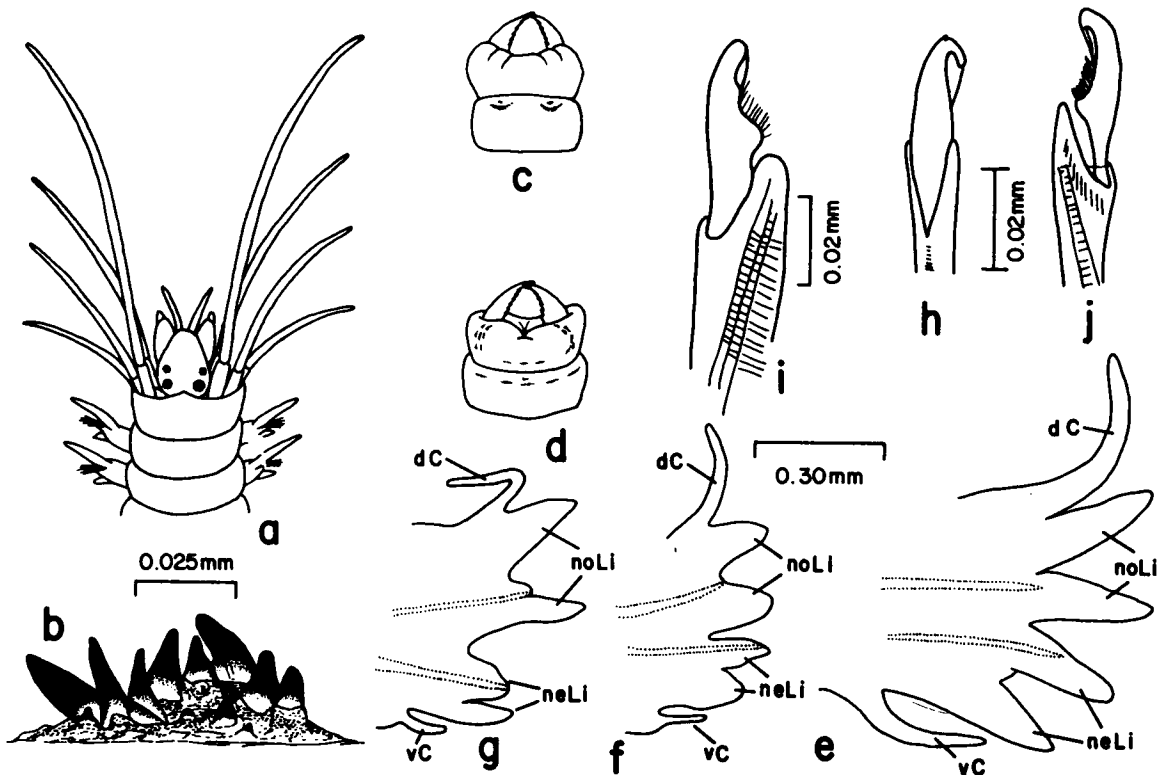 a
c
d
i
0.02mm
h
0.02mm
j
0.025mm
b
dC
noLi
neLi
vC
g
dC
0.30mm
noLi
neLi
vC
f
dC
noLi
neLi
vC
e